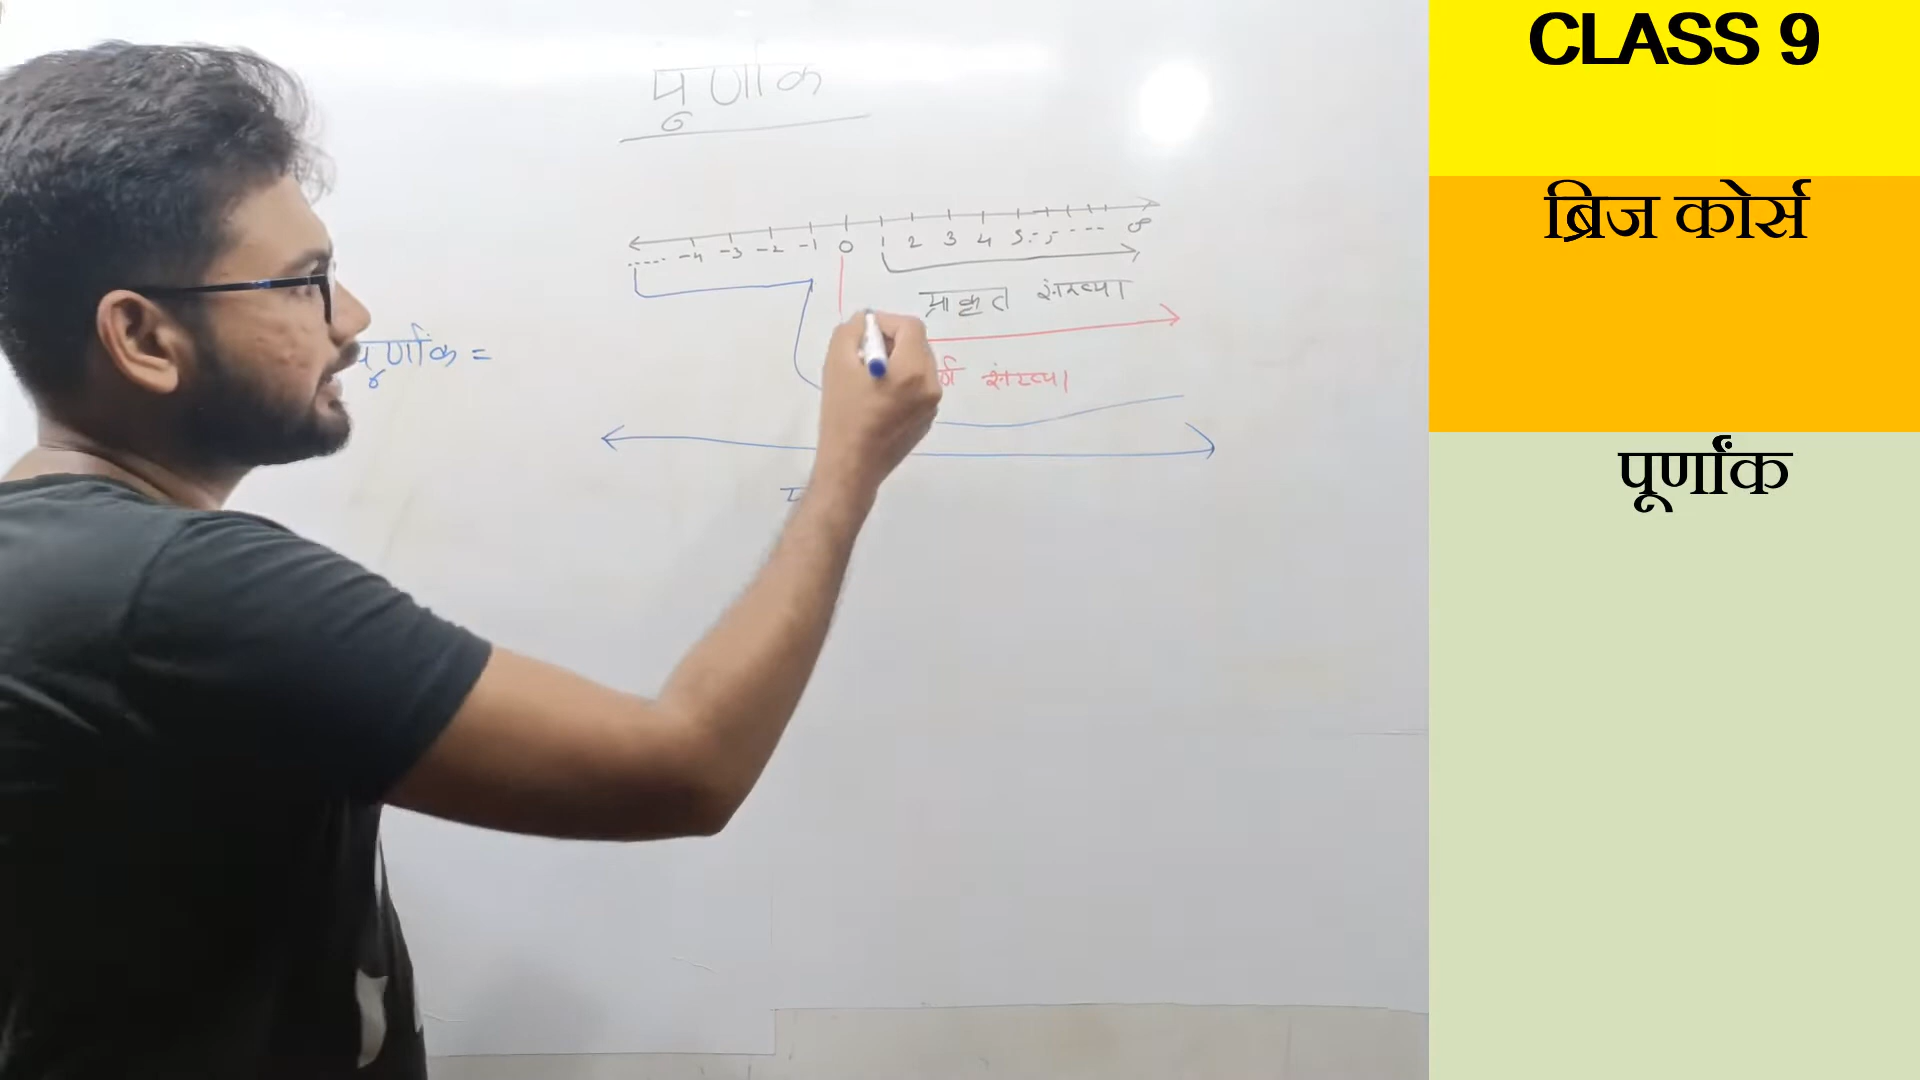 पूर्णांक
..... -4 -3 -2 -1 0 1 2 3 4 5 - , - - - - ∞
प्राकृत संख्या
पूर्णांक =
संख्या
CLASS 9
ब्रिज कोर्स
पूर्णांक